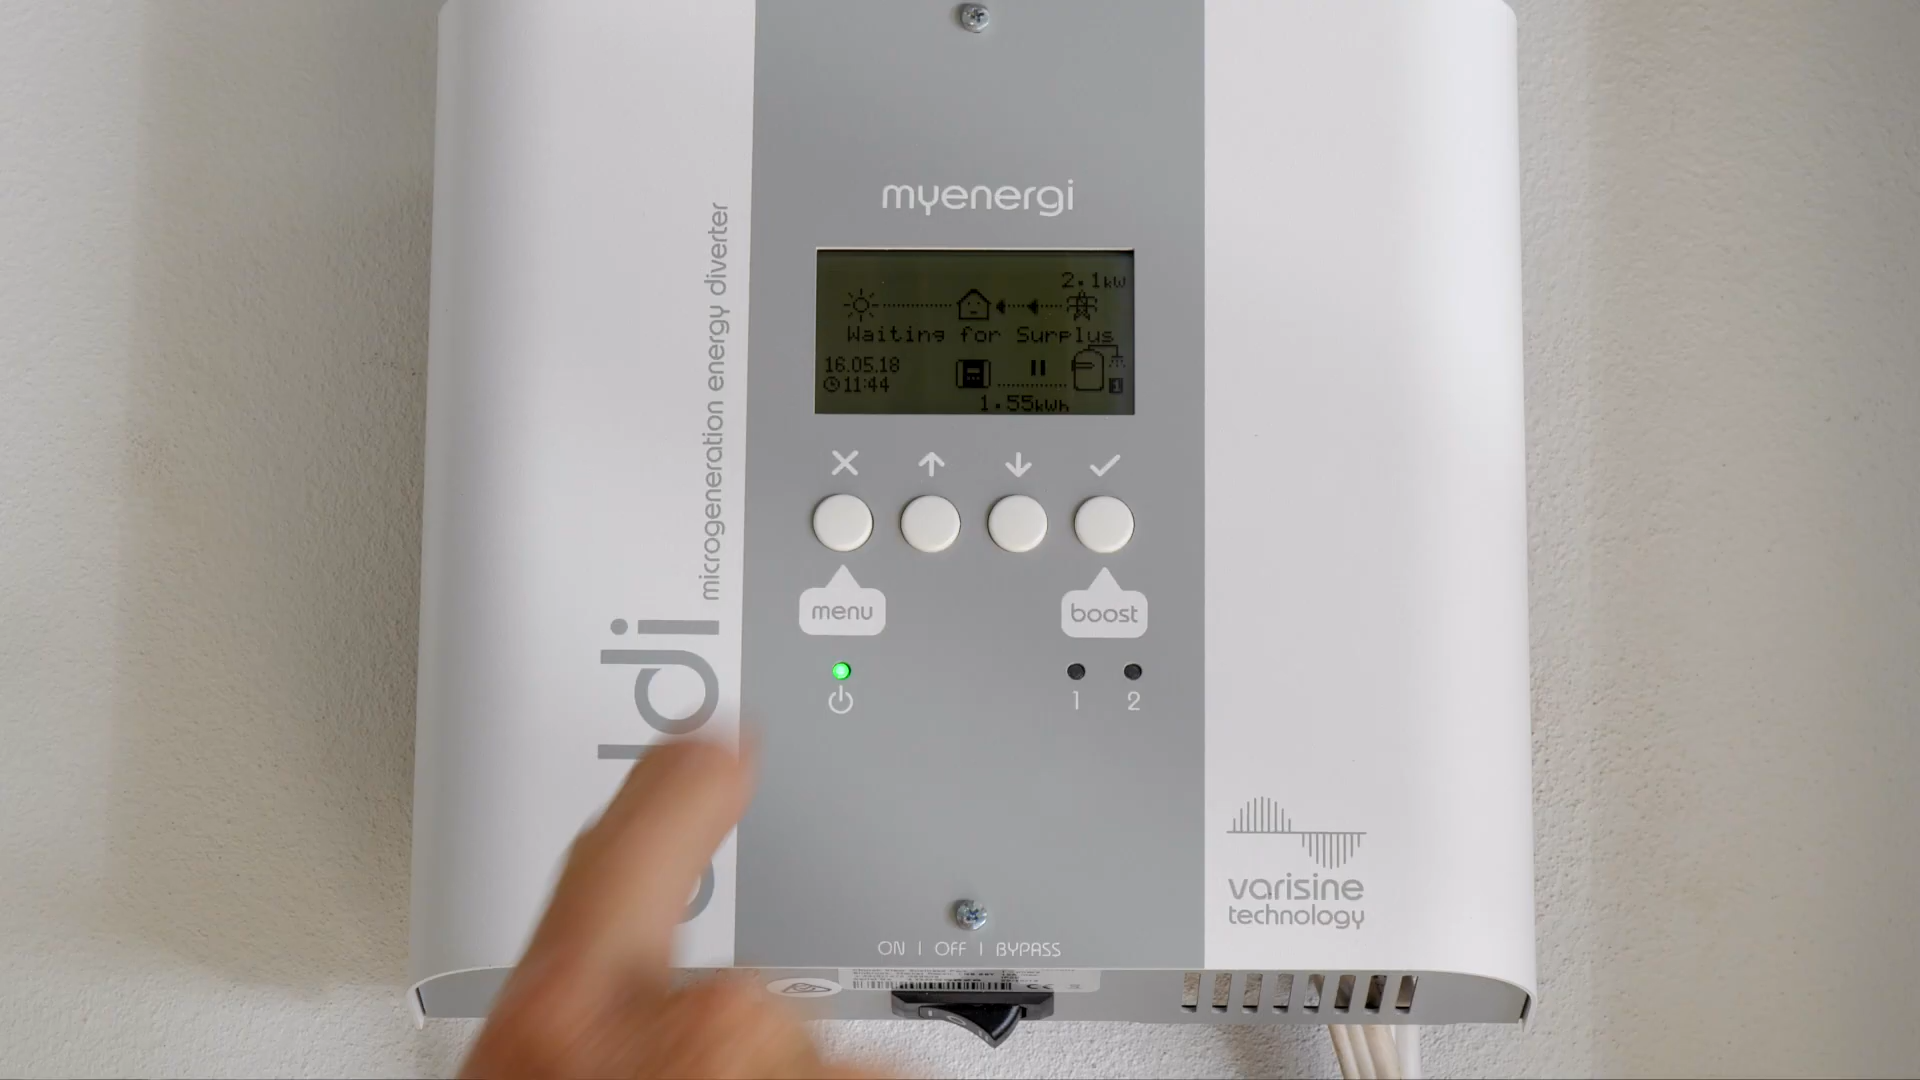 myenergi
2.1kW
Waiting for Surplus
16.05.18
11:44
1
1.55kWh
menu
boost
1
2
microgeneration energy diverter
varisine
technology
ON | OFF | BYPASS